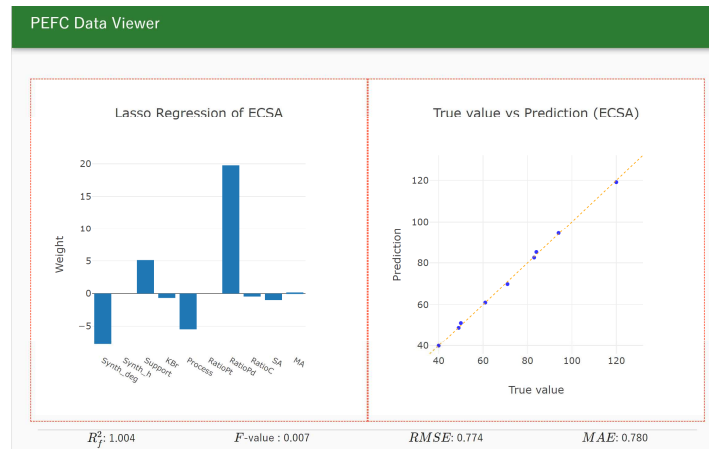 PEFC Data Viewer
Lasso Regression of ECSA
20
15
10
5
0
−5
Weight
Synth_deg
Synth_h
Support
KBr
Process
RatioPt
RatioPd
RatioC
SA
MA
True value vs Prediction (ECSA)
120
100
80
60
40
Prediction
40 60 80 100 120
True value
R²f: 1.004 F-value : 0.007 RMSE: 0.774 MAE: 0.780